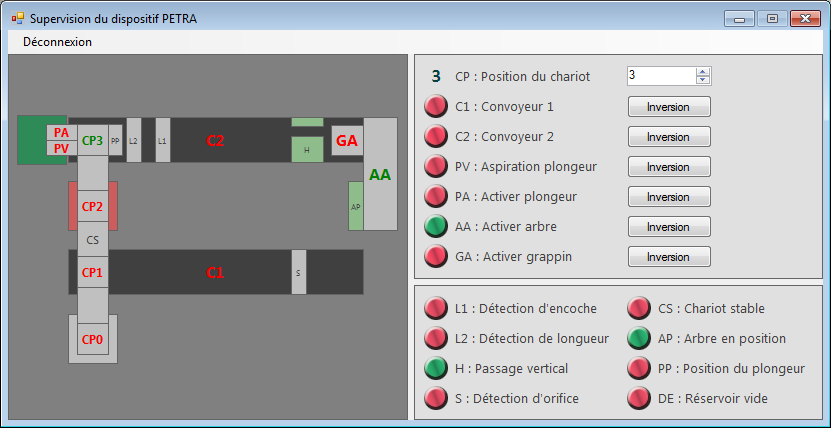 Supervision du dispositif PETRA
Déconnexion
PA
PV
CP3
PP
L2
L1
C2
H
GA
AA
CP2
AP
CS
CP1
C1
S
CP0
3 CP : Position du chariot 3
C1 : Convoyeur 1 Inversion
C2 : Convoyeur 2 Inversion
PV : Aspiration plongeur Inversion
PA : Activer plongeur Inversion
AA : Activer arbre Inversion
GA : Activer grappin Inversion
L1 : Détection d'encoche CS : Chariot stable
L2 : Détection de longueur AP : Arbre en position
H : Passage vertical PP : Position du plongeur
S : Détection d'orifice DE : Réservoir vide